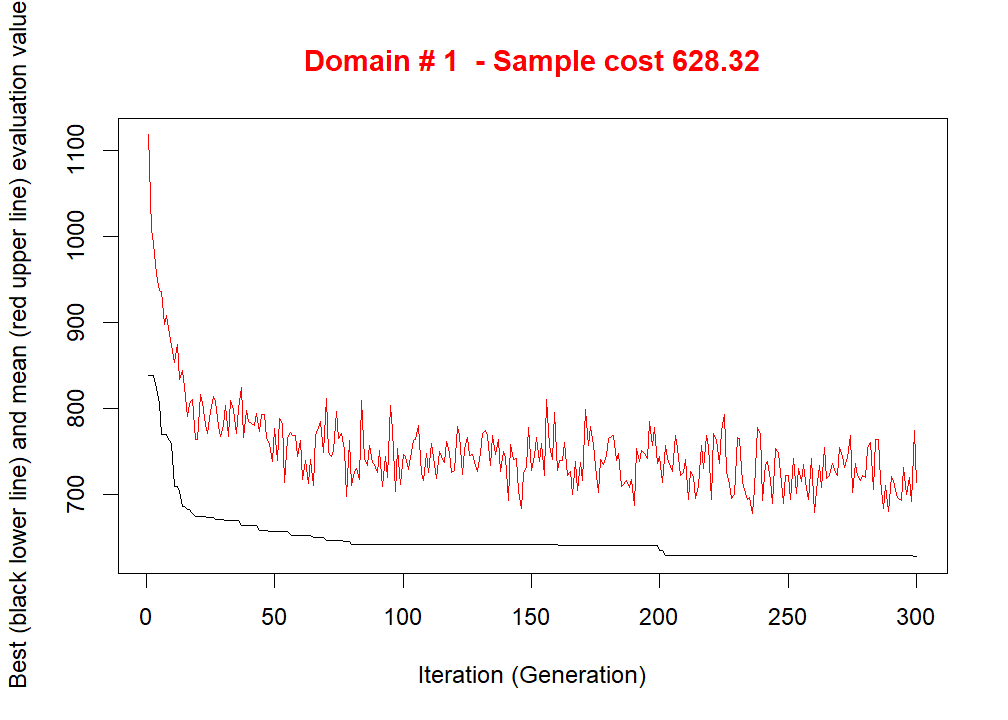 Domain # 1  - Sample cost 628.32
Best (black lower line) and mean (red upper line) evaluation value
1100
1000
900
800
700
0 50 100 150 200 250 300
Iteration (Generation)